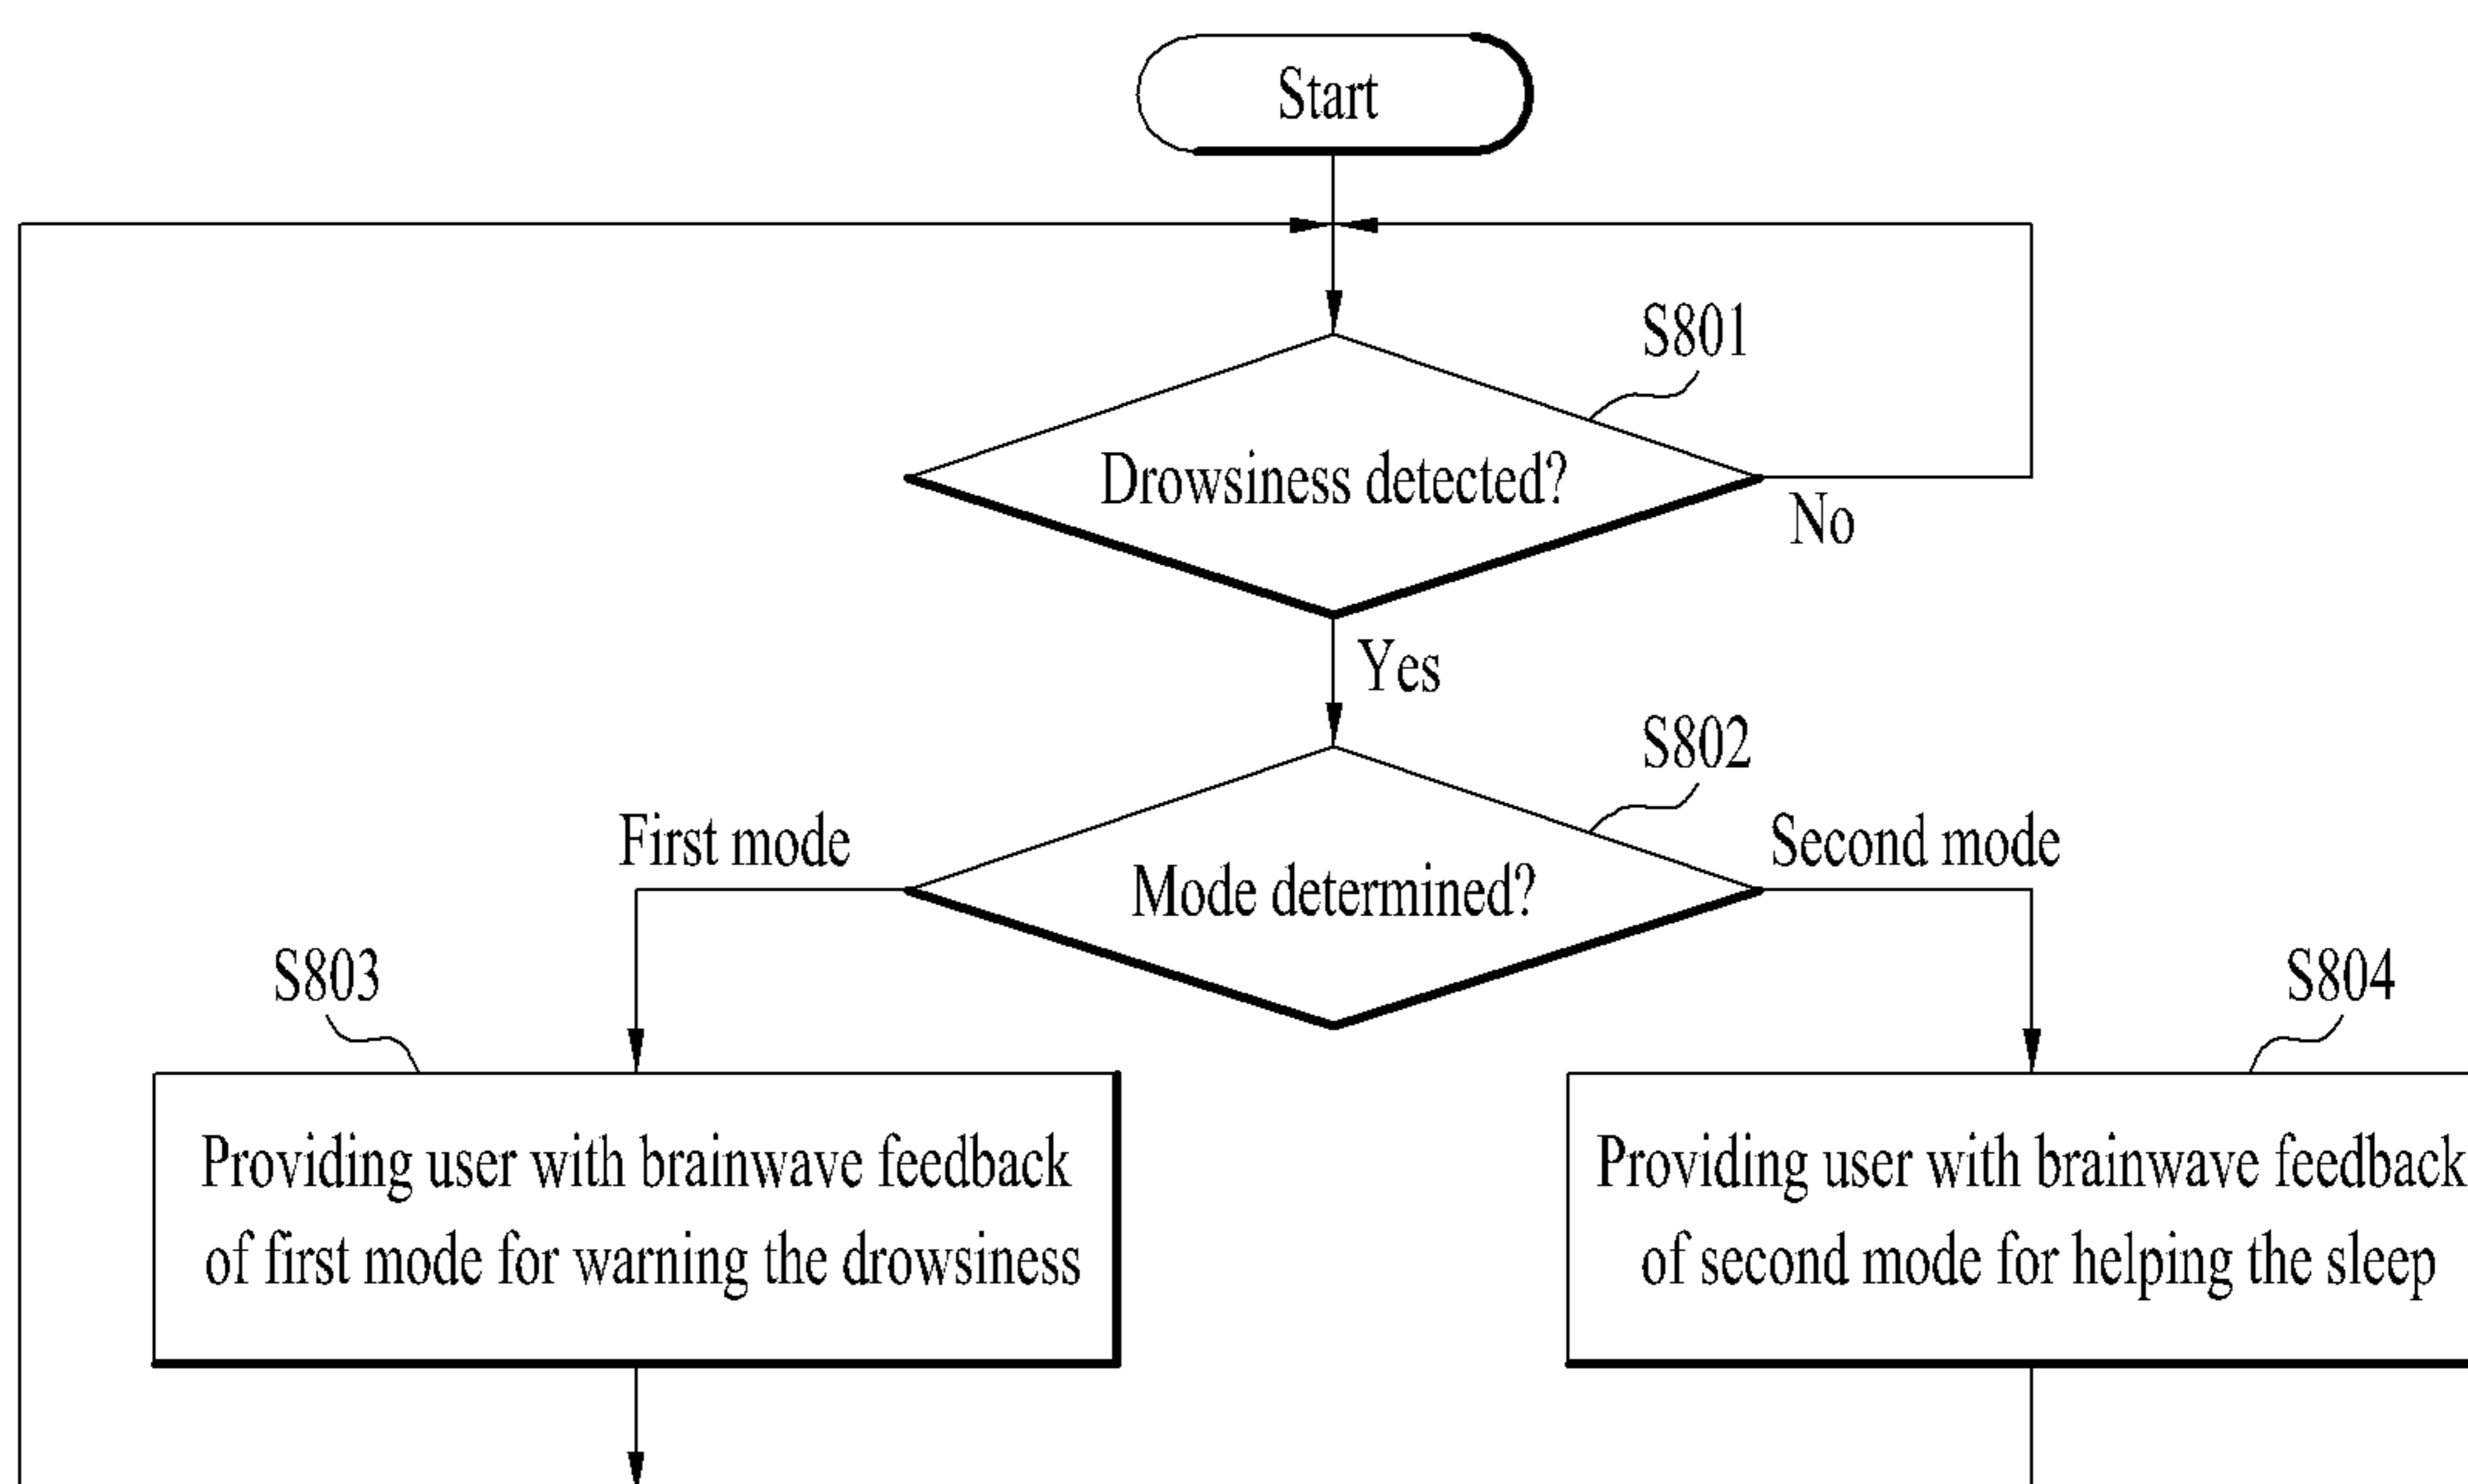 Start
S801
Drowsiness detected?
No
Yes
S802
First mode
Second mode
Mode determined?
S803
S804
Providing user with brainwave feedback
of first mode for warning the drowsiness
Providing user with brainwave feedback
of second mode for helping the sleep